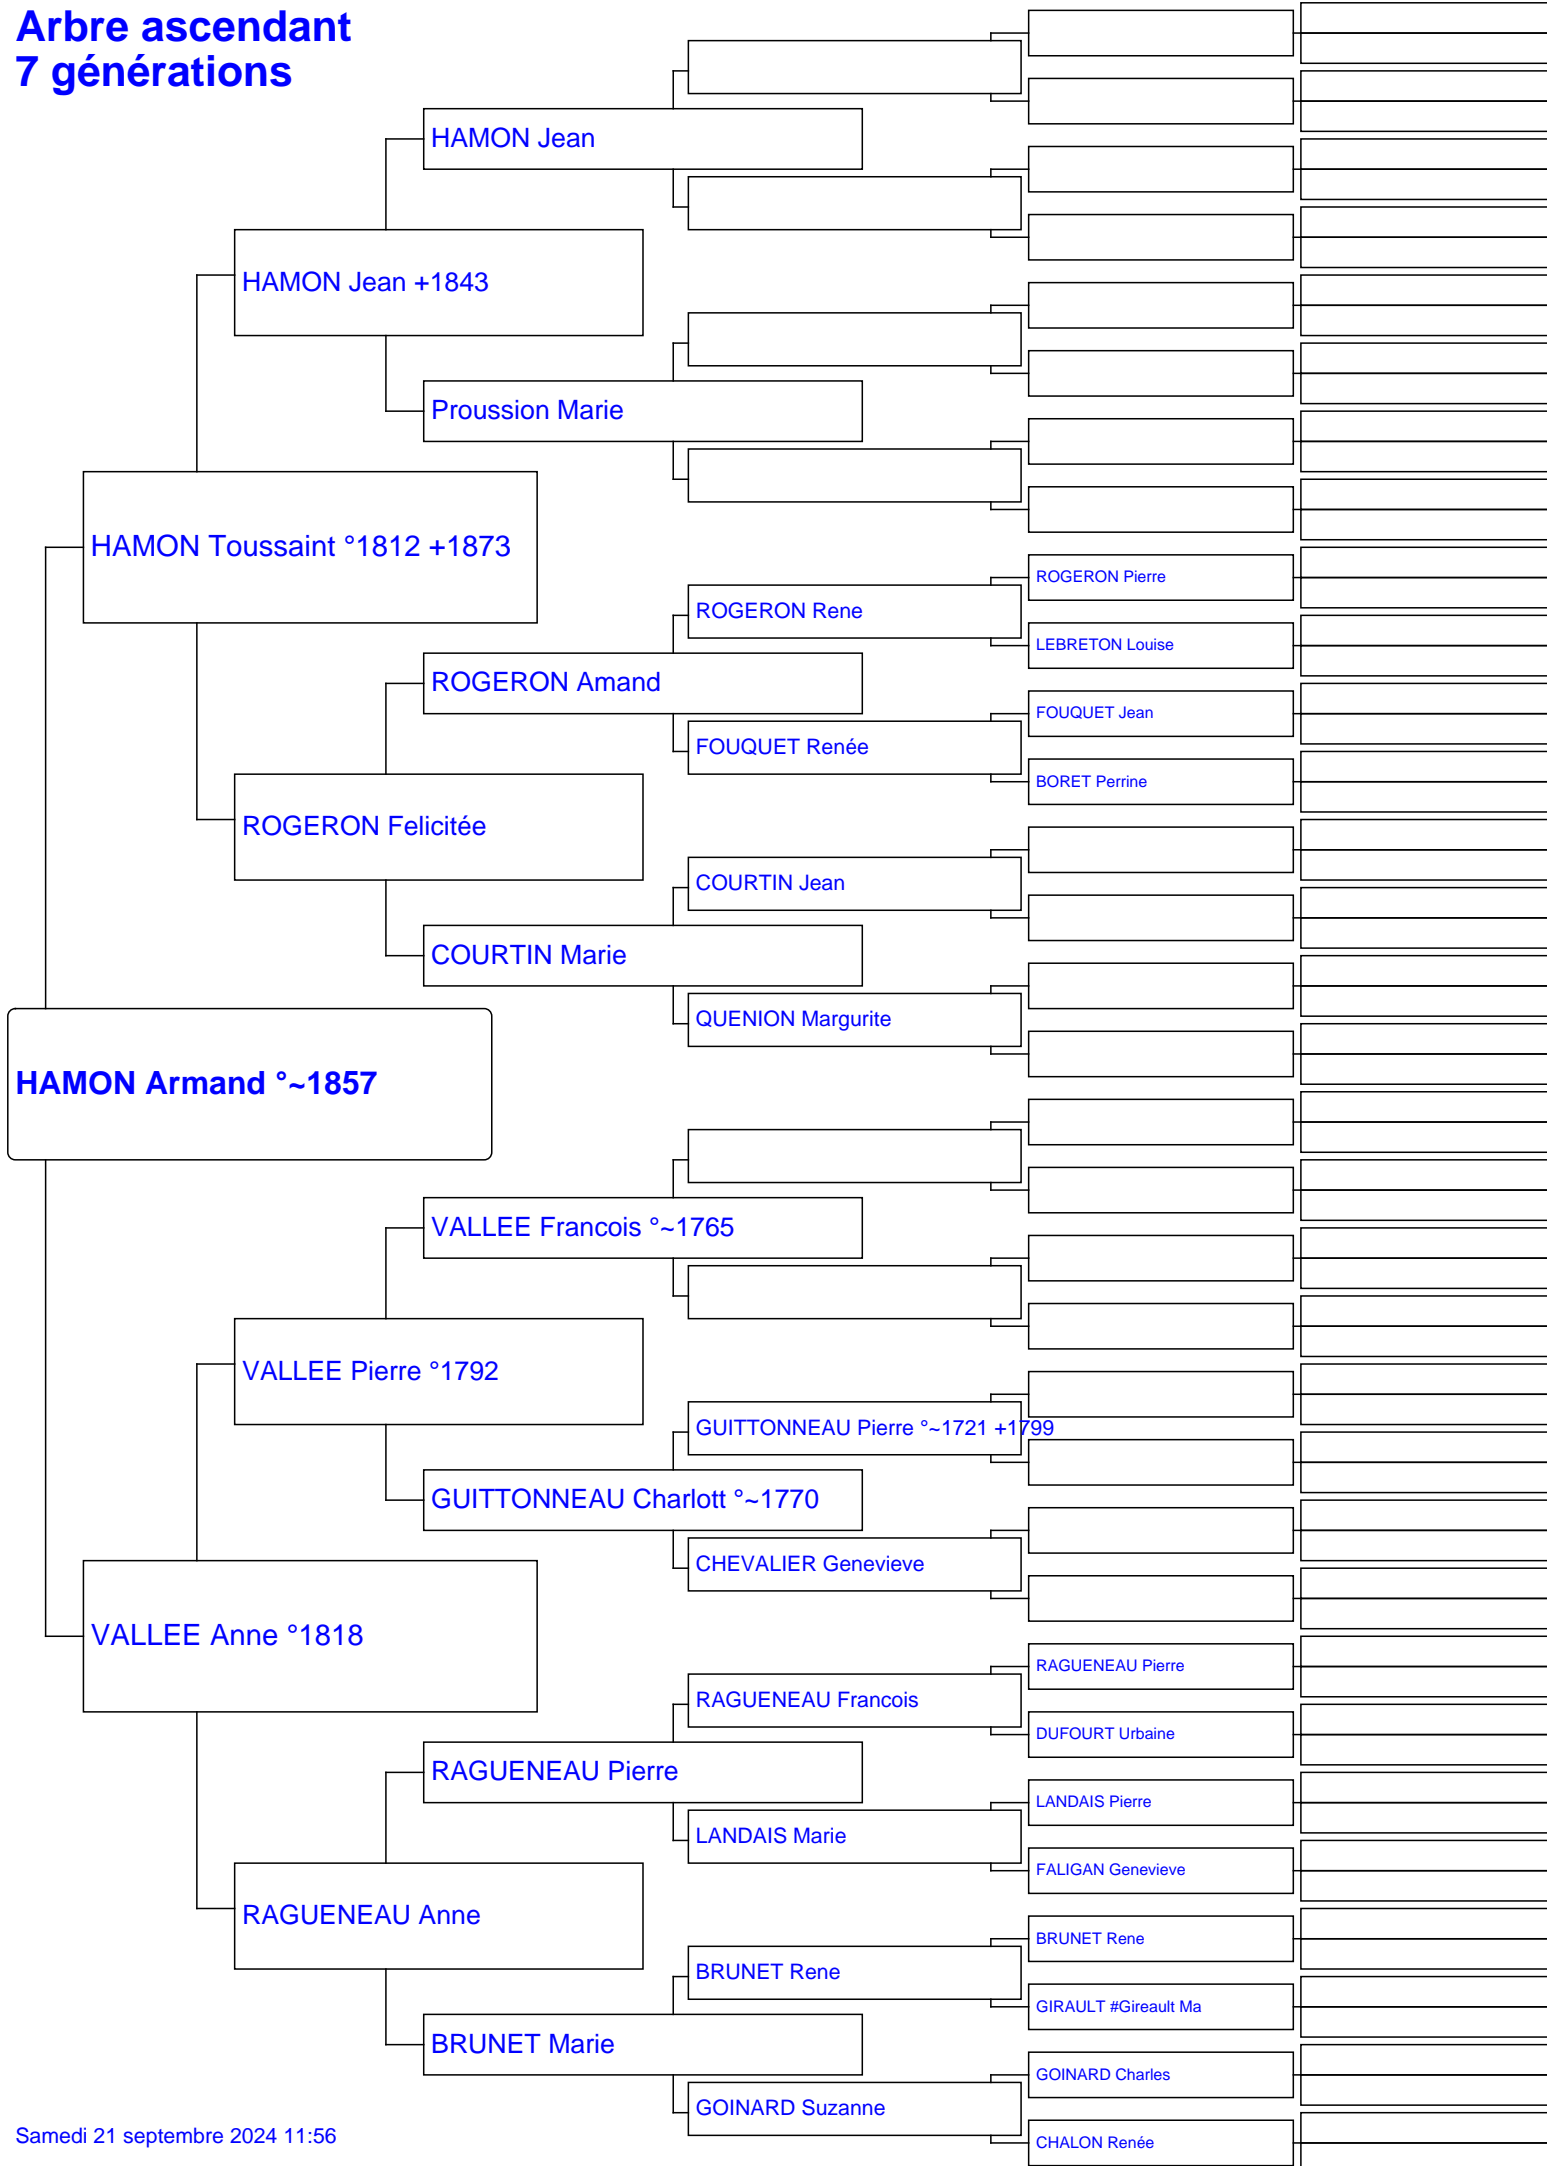 Arbre ascendant
7 générations
HAMON Jean
HAMON Jean +1843
Proussion Marie
HAMON Toussaint °1812 +1873
ROGERON Pierre
ROGERON Rene
LEBRETON Louise
ROGERON Amand
FOUQUET Jean
FOUQUET Renée
BORET Perrine
ROGERON Felicitée
COURTIN Jean
COURTIN Marie
QUENION Margurite
HAMON Armand °~1857
VALLEE Francois °~1765
VALLEE Pierre °1792
GUITTONNEAU Pierre °~1721 +1799
GUITTONNEAU Charlott °~1770
CHEVALIER Genevieve
VALLEE Anne °1818
RAGUENEAU Pierre
RAGUENEAU Francois
DUFOURT Urbaine
RAGUENEAU Pierre
LANDAIS Pierre
LANDAIS Marie
FALIGAN Genevieve
RAGUENEAU Anne
BRUNET Rene
BRUNET Rene
GIRAULT #Gireault Ma
BRUNET Marie
GOINARD Charles
GOINARD Suzanne
CHALON Renée
Samedi 21 septembre 2024 11:56